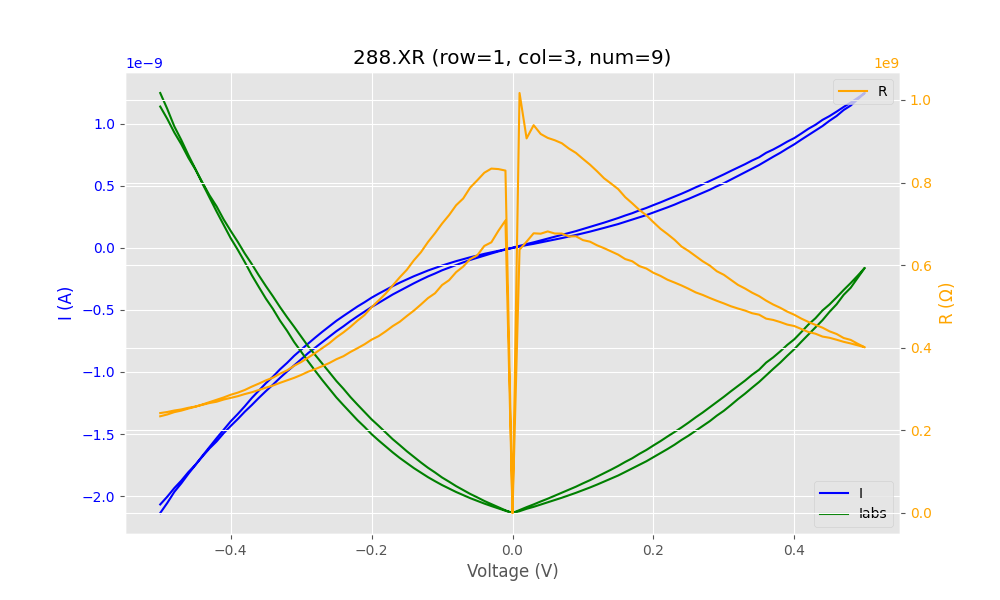 288.XR (row=1, col=3, num=9)
1e−9
1e9
R
1.0
0.5
0.0
−0.5
−1.0
−1.5
−2.0
I (A)
1.0
0.8
0.6
0.4
0.2
0.0
R (Ω)
I
Iabs
−0.4
−0.2
0.0
0.2
0.4
Voltage (V)